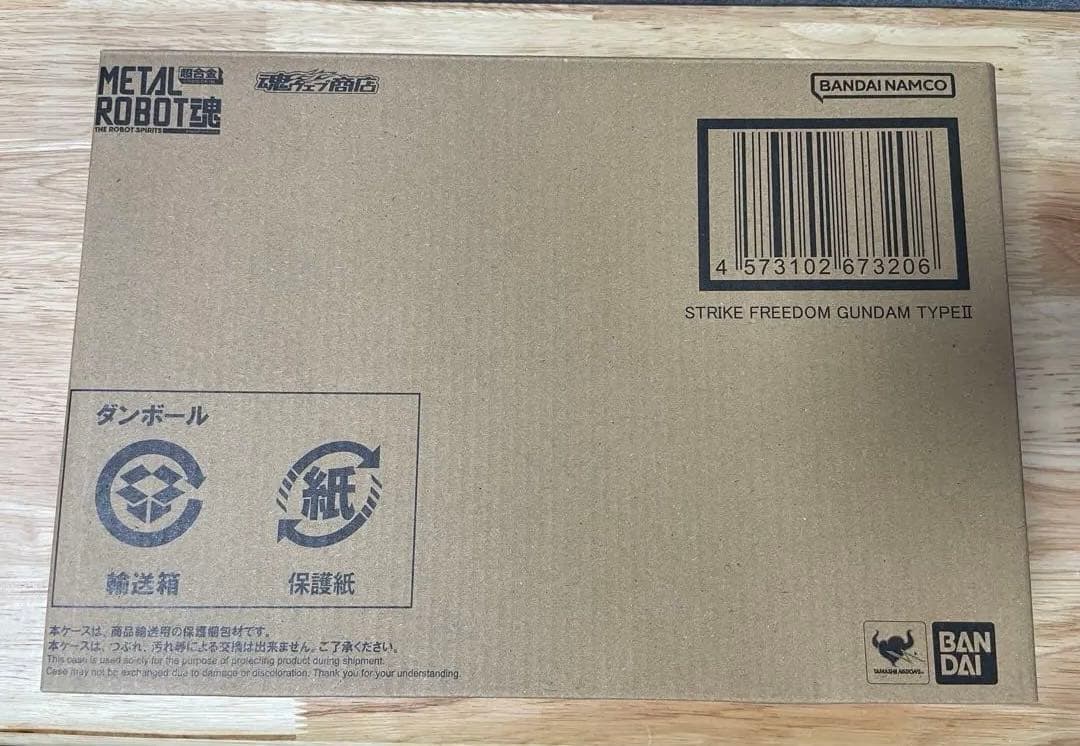 METAL 超合金
ROBOT魂
THE ROBOT SPIRITS
魂ウェブ商店
BANDAI NAMCO
4 573102 673206
STRIKE FREEDOM GUNDAM TYPEⅡ
ダンボール
紙
輸送箱
保護紙
本ケースは、商品輸送用の保護梱包材です。
本ケースは、つぶれ、汚れ等による交換は出来ません。ご了承ください。
This case is used solely for the purpose of protecting product during shipment.
Case may not be exchanged due to damage or discoloration. Thank you for your understanding.
TAMASHII NATIONS
BAN
DAI